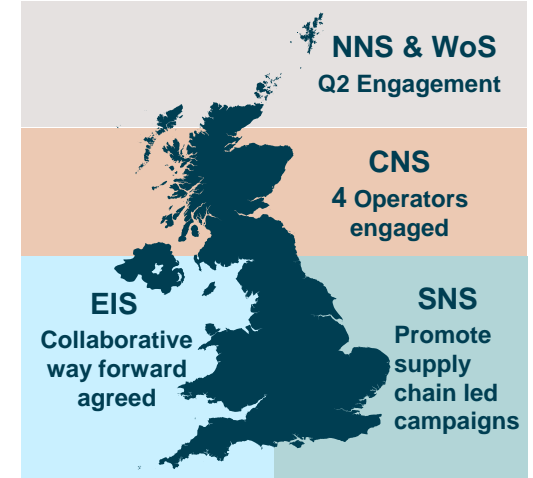 NNS & WoS
Q2 Engagement
CNS
4 Operators
engaged
EIS
Collaborative
way forward
agreed
SNS
Promote
supply
chain led
campaigns